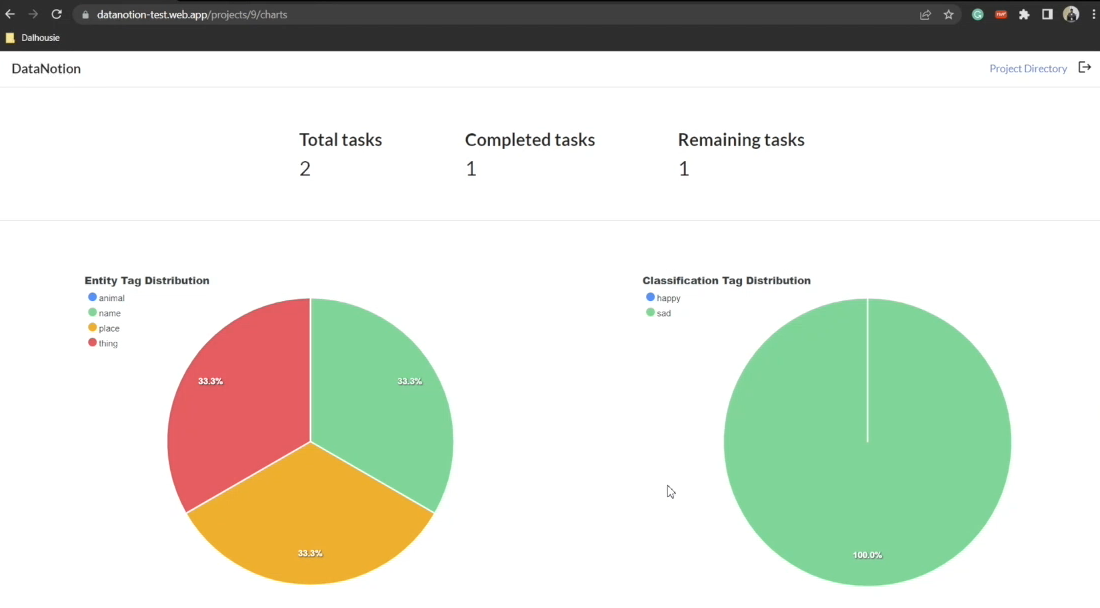 datanotion-test.web.app/projects/9/charts
Dalhousie
DataNotion
Project Directory
Total tasks
Completed tasks
Remaining tasks
2
1
1
Entity Tag Distribution
animal
name
place
thing
33.3%
33.3%
33.3%
Classification Tag Distribution
happy
sad
100.0%